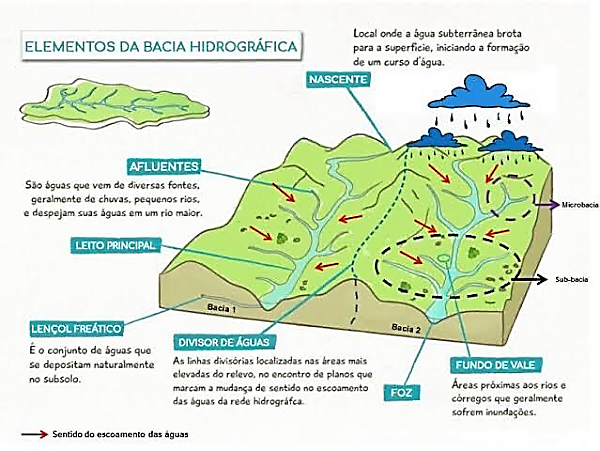 ELEMENTOS DA BACIA HIDROGRÁFICA
Local onde a água subterrânea brota
para a superfície, iniciando a formação
de um curso d'água.
NASCENTE
AFLUENTES
São águas que vem de diversas fontes,
geralmente de chuvas, pequenos rios,
e despejam suas águas em um rio maior.
Microbacia
LEITO PRINCIPAL
Sub-bacia
Bacia 1
Bacia 2
LENÇOL FREÁTICO
É o conjunto de águas que
se depositam naturalmente
no subsolo.
DIVISOR DE ÁGUAS
As linhas divisórias localizadas nas áreas mais
elevadas do relevo, no encontro de planos que
marcam a mudança de sentido no escoamento
das águas da rede hidrográfca.
FOZ
FUNDO DE VALE
Áreas próximas aos rios e
córregos que geralmente
sofrem inundações.
Sentido do escoamento das águas